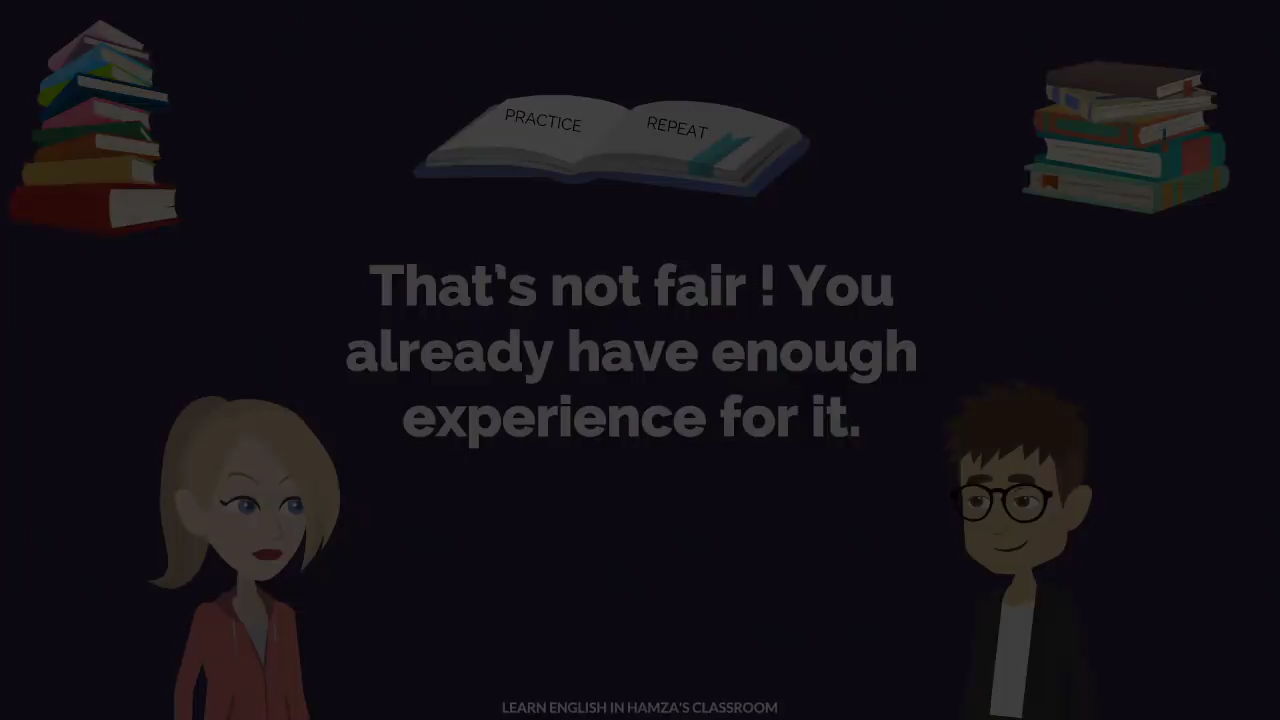 PRACTICE
REPEAT
That's not fair ! You
already have enough
experience for it.
LEARN ENGLISH IN HAMZA'S CLASSROOM